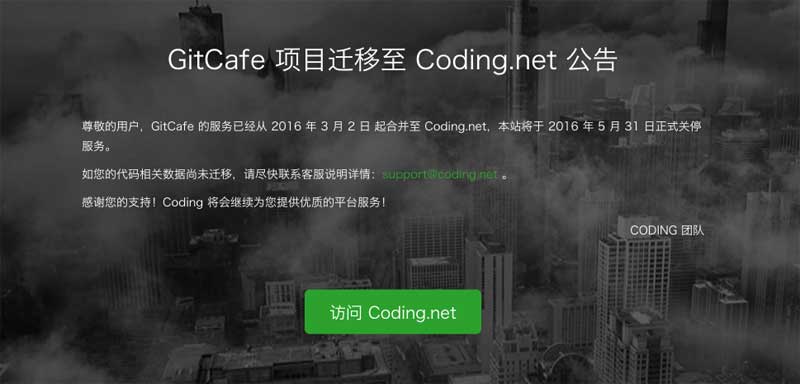 GitCafe 项目迁移至 Coding.net 公告
尊敬的用户，GitCafe 的服务已经从 2016 年 3 月 2 日 起合并至 Coding.net，本站将于 2016 年 5 月 31 日正式关停
服务。
如您的代码相关数据尚未迁移，请尽快联系客服说明详情：support@coding.net 。
感谢您的支持！Coding 将会继续为您提供优质的平台服务！
CODING 团队
访问 Coding.net